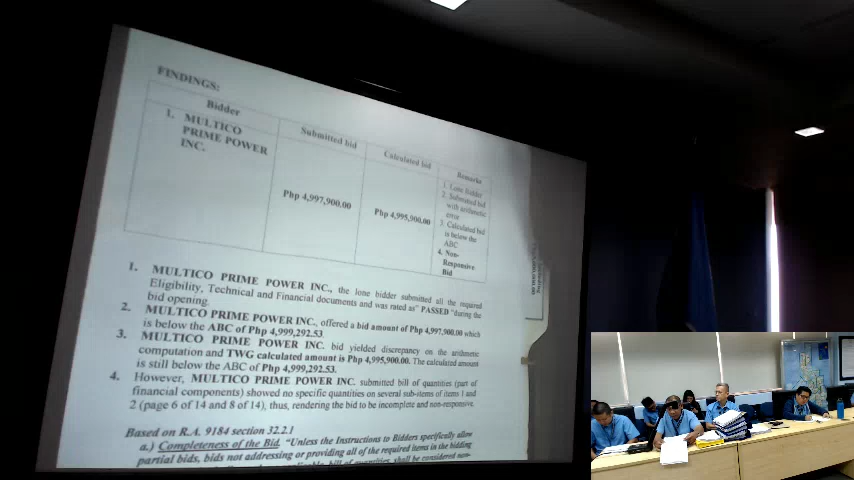 FINDINGS:
Bidder
Submitted bid
Calculated bid
Remarks
1. MULTICO
PRIME POWER
INC.
Php 4,997,900.00
Php 4,995,900.00
1. Lone bidder
2. Submitted bid
with arithmetic
error
3. Calculated bid
is below the
ABC
4. Non-
Responsive
Bid
1. MULTICO PRIME POWER INC., the lone bidder submitted all the required
Eligibility, Technical and Financial documents and was rated as" PASSED "during the
bid opening.
2. MULTICO PRIME POWER INC. offered a bid amount of Php 4,997,900.00 which
is below the ABC of Php 4,999,292.53.
3. MULTICO PRIME POWER INC. bid yielded discrepancy on the arithmetic
computation and TWG calculated amount is Php 4,995,900.00. The calculated amount
is still below the ABC of Php 4,999,292.53.
4. However, MULTICO PRIME POWER INC. submitted bill of quantities (part of
financial components) showed no specific quantities on several sub-items of items 1 and
2 (page 6 of 14 and 8 of 14), thus, rendering the bid to be incomplete and non-responsive.
Based on R.A. 9184 section 32.2.1
a.) Completeness of the Bid. "Unless the Instructions to Bidders specifically allow
partial bids, bids not addressing or providing all of the required items in the bidding
bill of quantities, shall be considered non-